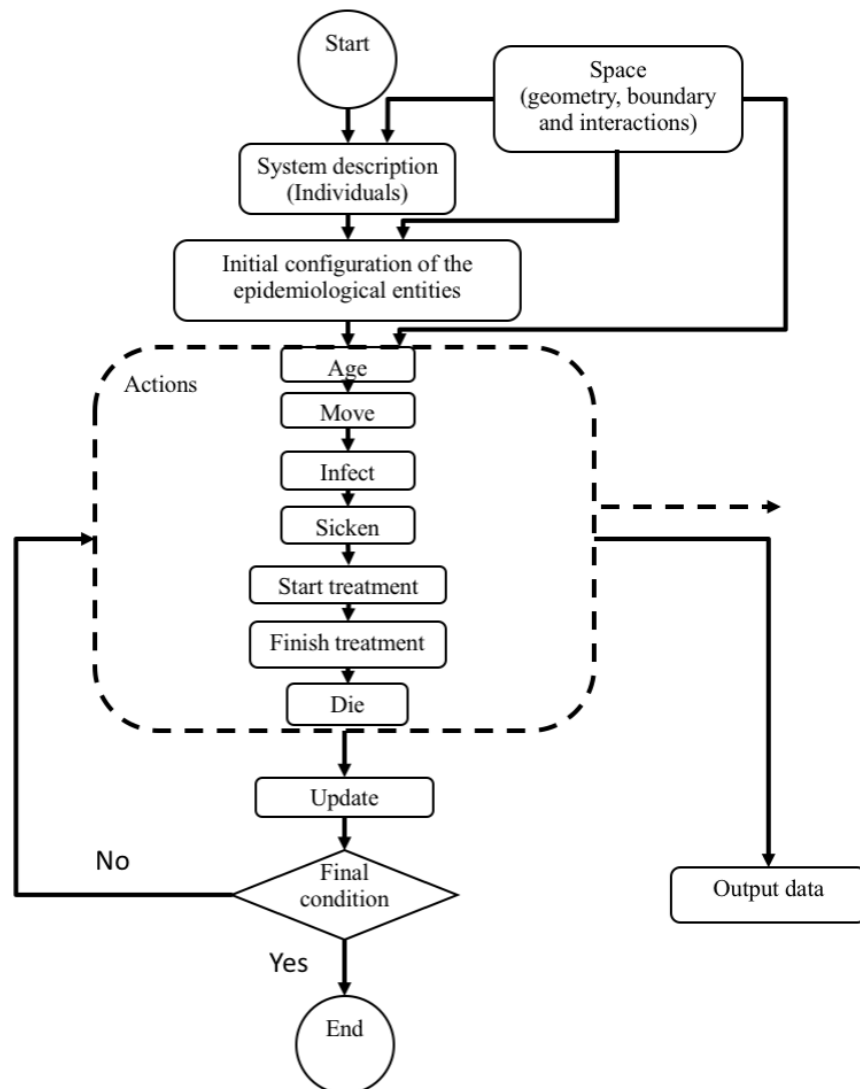 Start
Space
(geometry, boundary
and interactions)
System description
(Individuals)
Initial configuration of the
epidemiological entities
Actions
Age
Move
Infect
Sicken
Start treatment
Finish treatment
Die
Update
No
Final
condition
Output data
Yes
End